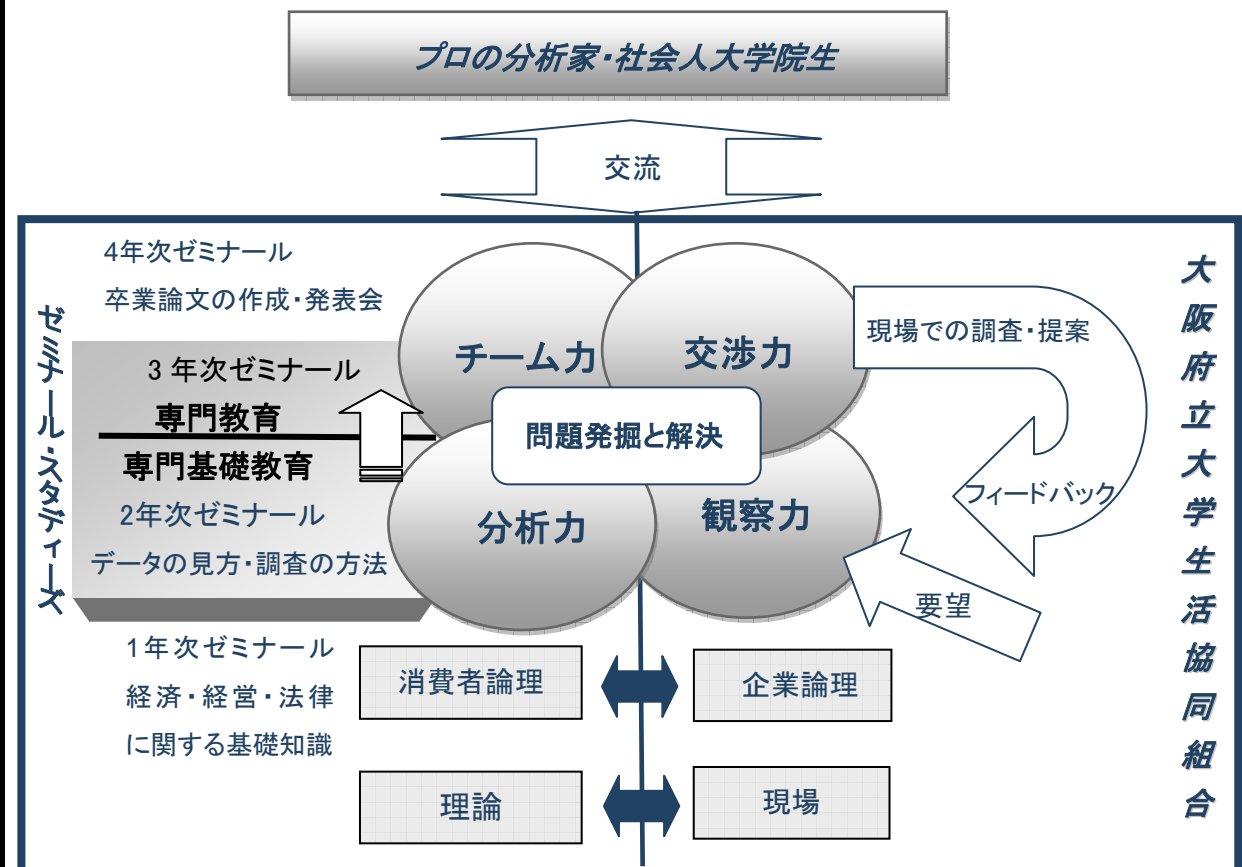 プロの分析家・社会人大学院生
交流
ゼミナール・スタディーズ
4年次ゼミナール
卒業論文の作成・発表会
3年次ゼミナール
専門教育
専門基礎教育
2年次ゼミナール
データの見方・調査の方法
1年次ゼミナール
経済・経営・法律
に関する基礎知識
チーム力
交渉力
問題発掘と解決
分析力
観察力
現場での調査・提案
フィードバック
要望
消費者論理
企業論理
理論
現場
大阪府立大学生活協同組合